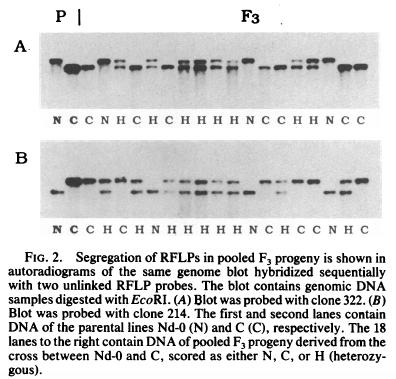 P | F3
A
N C C N H C H C H H H H N C C H H N C C
B
N C C H C H N H H H H H N C H C C N H C
FIG. 2. Segregation of RFLPs in pooled F3 progeny is shown in
autoradiograms of the same genome blot hybridized sequentially
with two unlinked RFLP probes. The blot contains genomic DNA
samples digested with EcoRI. (A) Blot was probed with clone 322. (B)
Blot was probed with clone 214. The first and second lanes contain
DNA of the parental lines Nd-0 (N) and C (C), respectively. The 18
lanes to the right contain DNA of pooled F3 progeny derived from the
cross between Nd-0 and C, scored as either N, C, or H (heterozy-
gous).